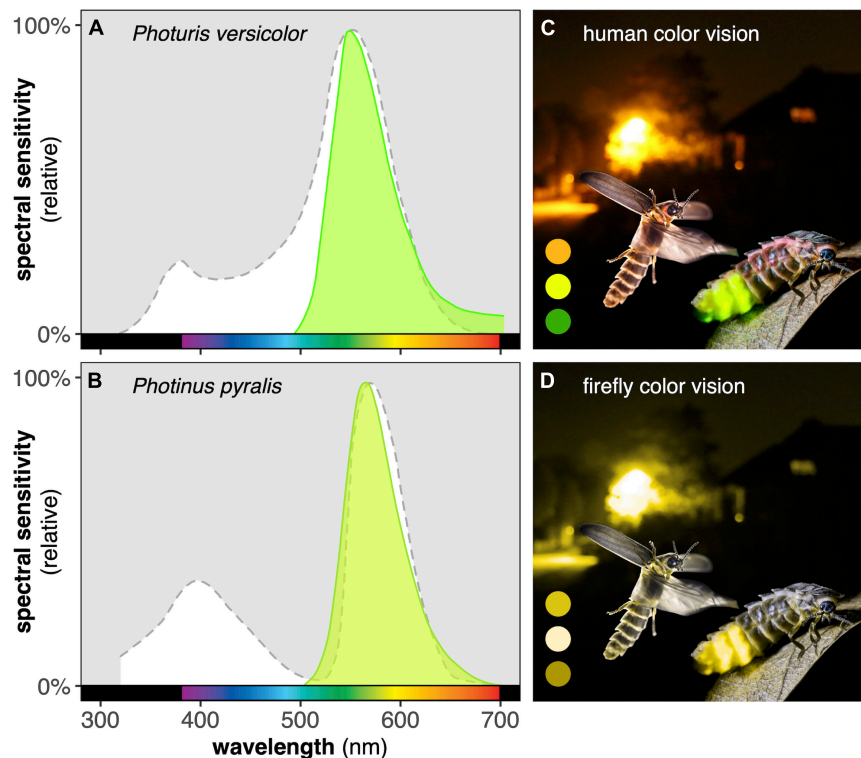 A
Photuris versicolor
100%
spectral sensitivity
(relative)
0%
B
Photinus pyralis
100%
spectral sensitivity
(relative)
0%
300 400 500 600 700
wavelength (nm)
C
human color vision
D
firefly color vision